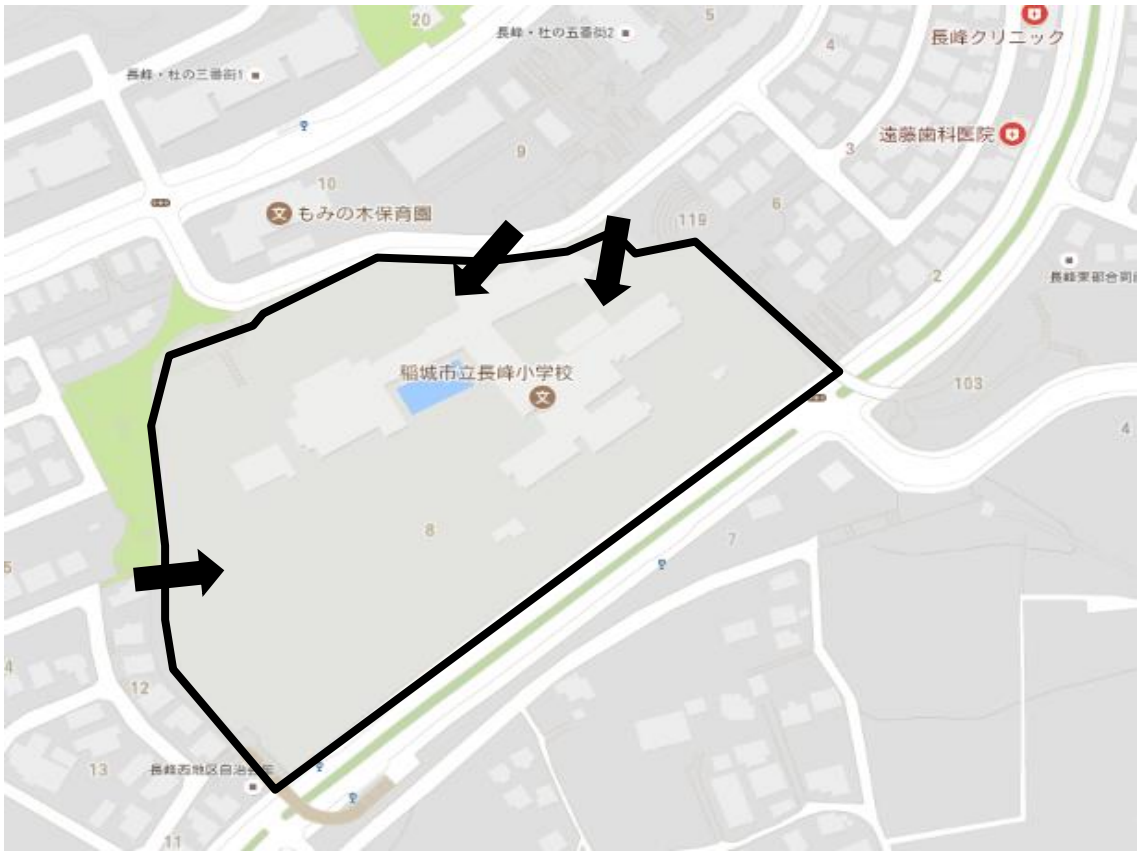 20
5
長峰・杜の五番街2
4
長峰クリニック
長峰・杜の三番街1
遠藤歯科医院
3
9
10
文 もみの木保育園
119
6
2
稲城市立長峰小学校
文
103
4
8
7
5
4
12
13
長峰西地区自治会
11